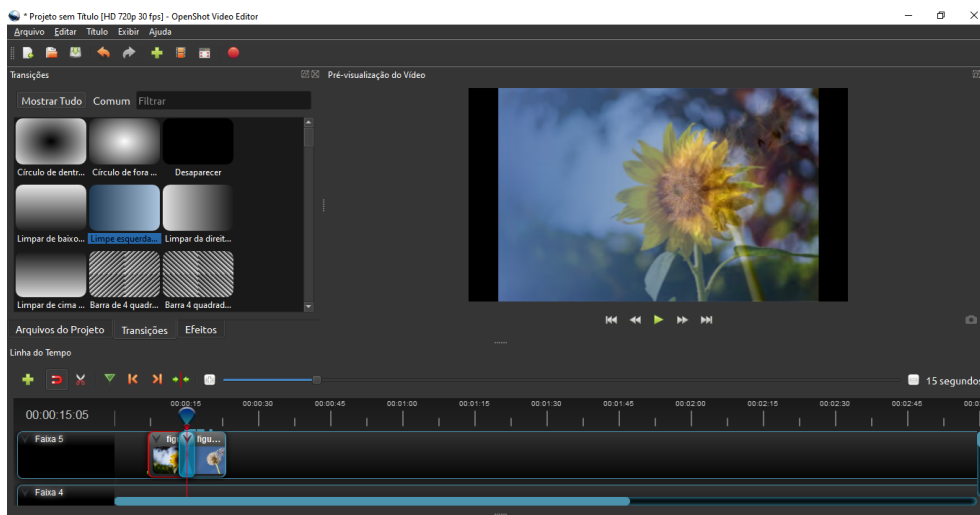 * Projeto sem Título [HD 720p 30 fps] - OpenShot Video Editor
Arquivo Editar Título Exibir Ajuda
Transições
Pré-visualização do Vídeo
Mostrar Tudo Comum Filtrar
Círculo de dentr... Círculo de fora ... Desaparecer
Limpar de baixo... Limpe esquerda... Limpar da direit...
Limpar de cima ... Barra de 4 quadr... Barra 4 quadrad...
Arquivos do Projeto Transições Efeitos
Linha do Tempo
15 segundos
00:00:15:05
00:00:15 00:00:30 00:00:45 00:01:00 00:01:15 00:01:30 00:01:45 00:02:00 00:02:15 00:02:30 00:02:45 00:0
Faixa 5
figu figu...
Faixa 4